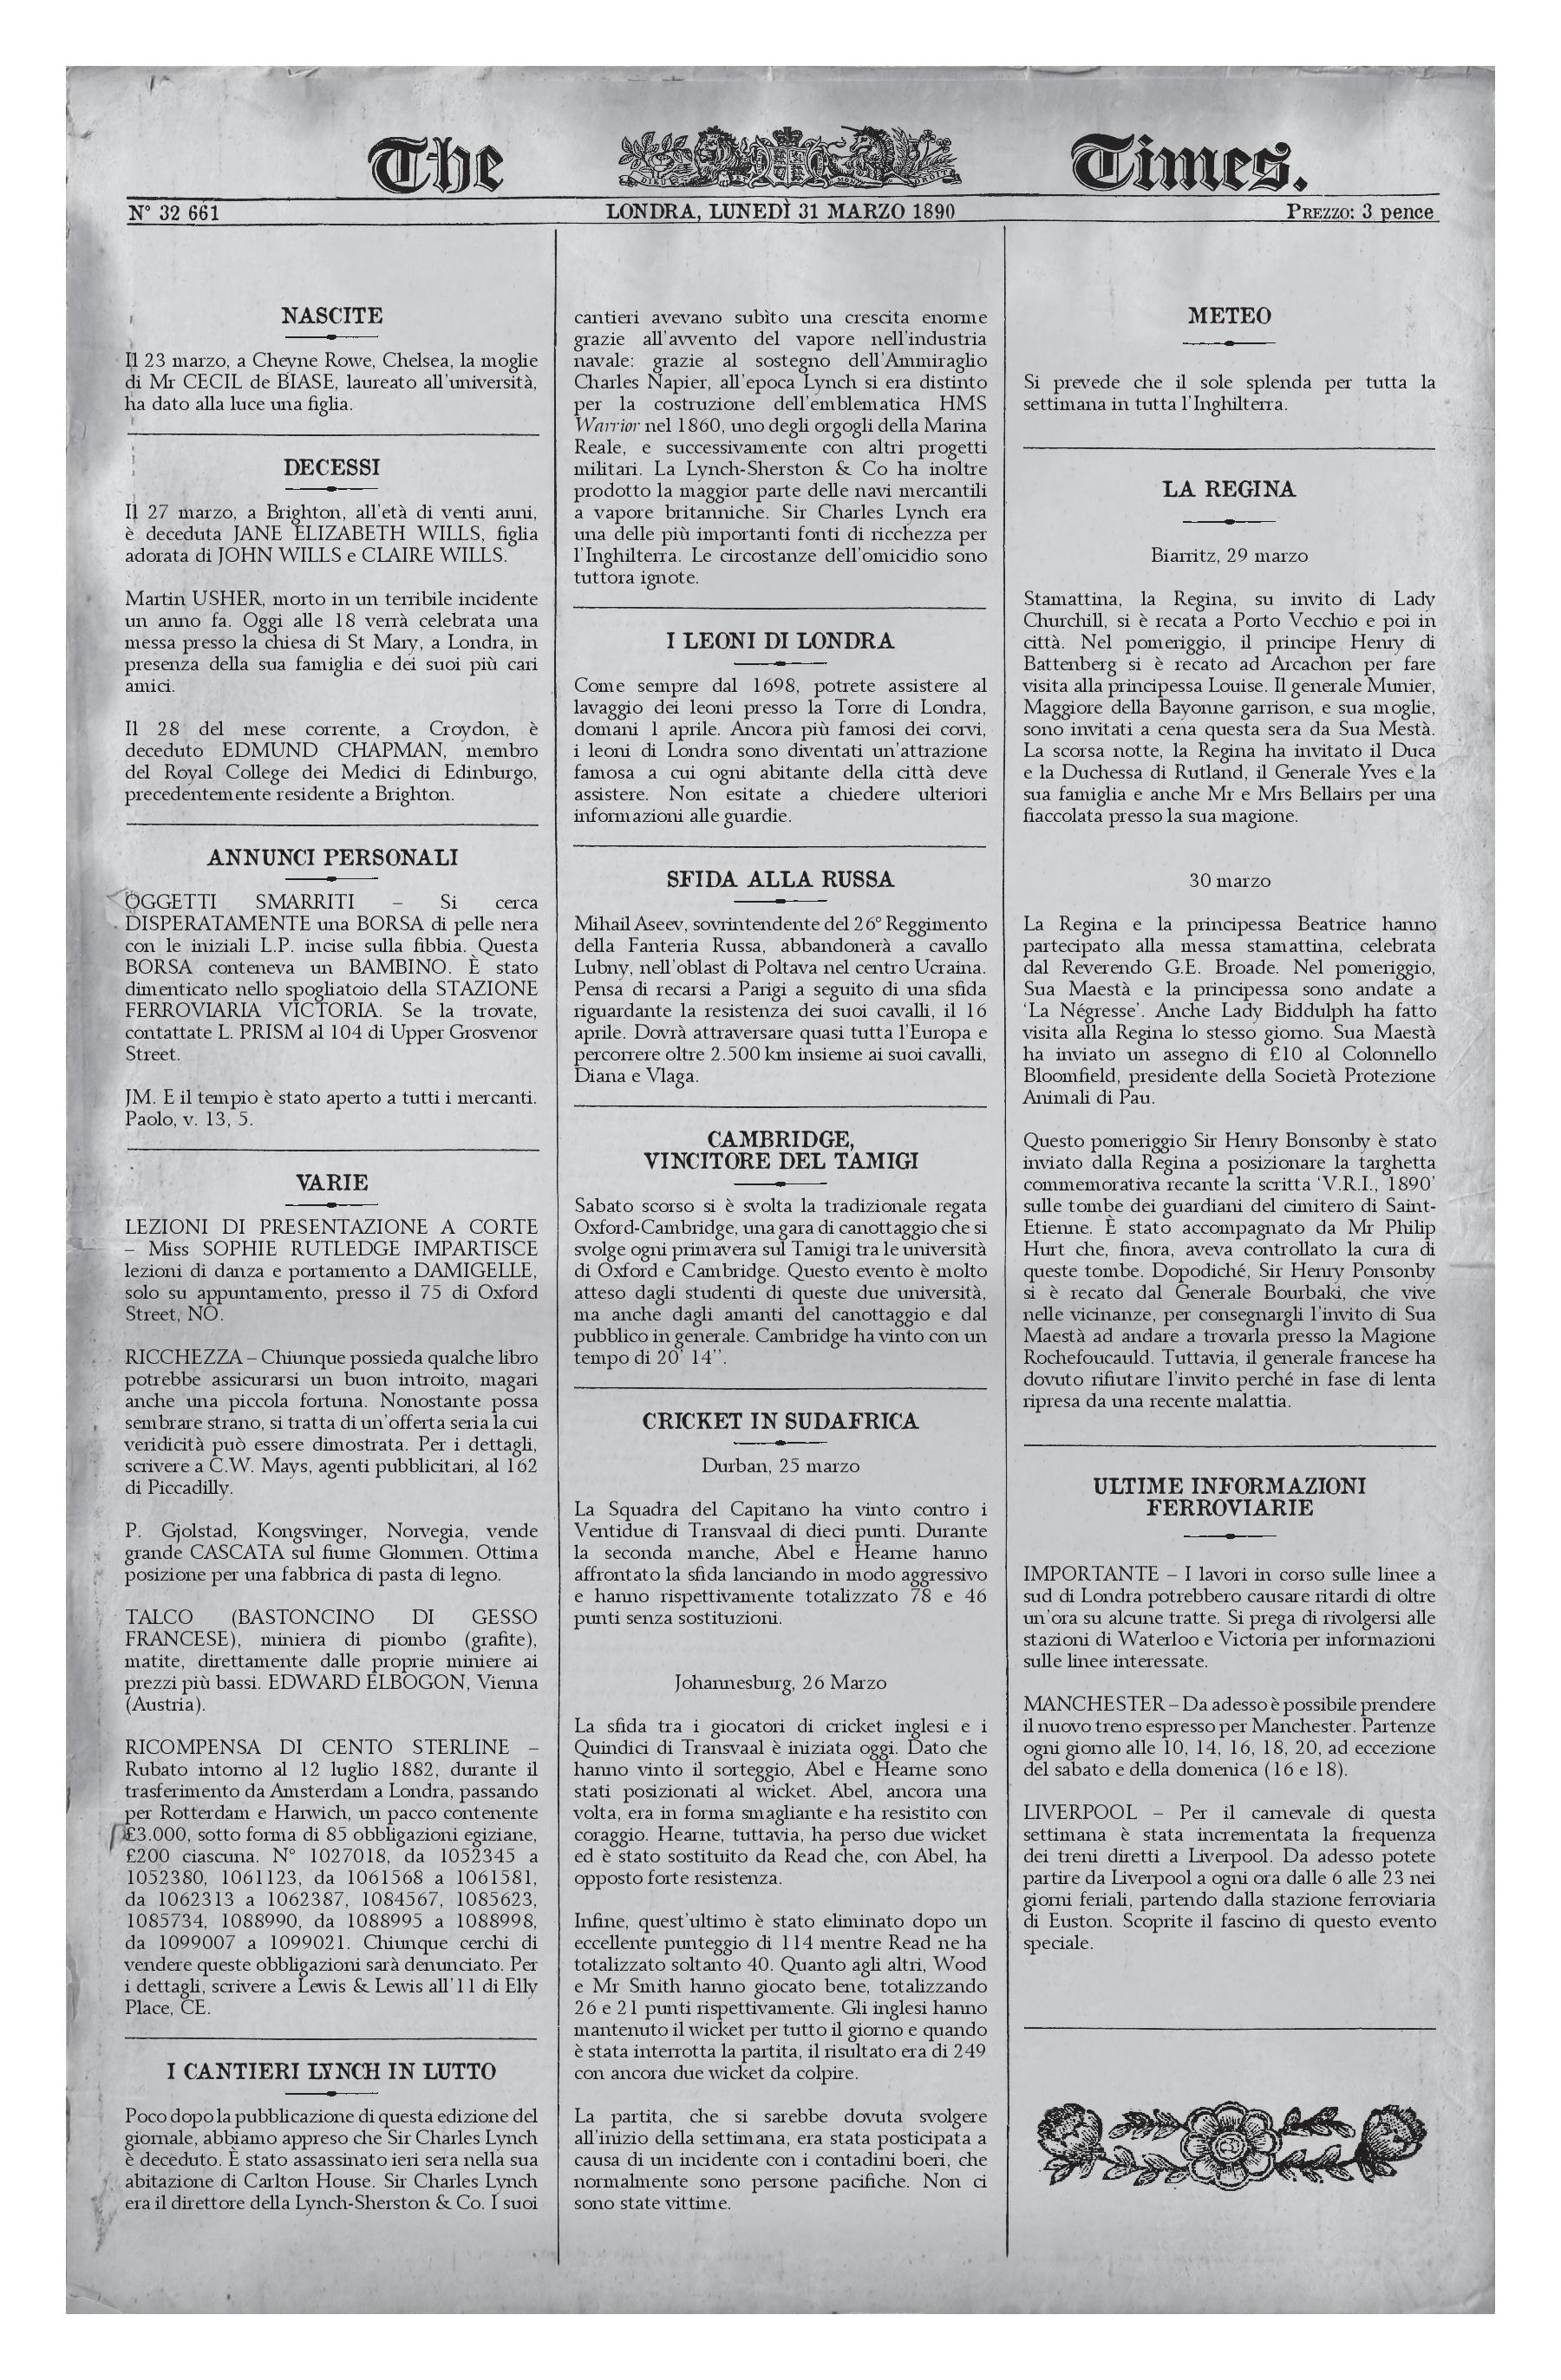 The Times.
N° 32 661
LONDRA, LUNEDÌ 31 MARZO 1890
PREZZO: 3 pence
NASCITE
Il 23 marzo, a Cheyne Rowe, Chelsea, la moglie
di Mr CECIL de BIASE, laureato all'università,
ha dato alla luce una figlia.
DECESSI
Il 27 marzo, a Brighton, all'età di venti anni,
è deceduta JANE ELIZABETH WILLS, figlia
adorata di JOHN WILLS e CLAIRE WILLS.
Martin USHER, morto in un terribile incidente
un anno fa. Oggi alle 18 verrà celebrata una
messa presso la chiesa di St Mary, a Londra, in
presenza della sua famiglia e dei suoi più cari
amici.
Il 28 del mese corrente, a Croydon, è
deceduto EDMUND CHAPMAN, membro
del Royal College dei Medici di Edinburgo,
precedentemente residente a Brighton.
ANNUNCI PERSONALI
OGGETTI SMARRITI – Si cerca
DISPERATAMENTE una BORSA di pelle nera
con le iniziali L.P. incise sulla fibbia. Questa
BORSA conteneva un BAMBINO. È stato
dimenticato nello spogliatoio della STAZIONE
FERROVIARIA VICTORIA. Se la trovate,
contattate L. PRISM al 104 di Upper Grosvenor
Street.
JM. E il tempio è stato aperto a tutti i mercanti.
Paolo, v. 13, 5.
VARIE
LEZIONI DI PRESENTAZIONE A CORTE
– Miss SOPHIE RUTLEDGE IMPARTISCE
lezioni di danza e portamento a DAMIGELLE,
solo su appuntamento, presso il 75 di Oxford
Street, NO.
RICCHEZZA – Chiunque possieda qualche libro
potrebbe assicurarsi un buon introito, magari
anche una piccola fortuna. Nonostante possa
sembrare strano, si tratta di un'offerta seria la cui
veridicità può essere dimostrata. Per i dettagli,
scrivere a C.W. Mays, agenti pubblicitari, al 162
di Piccadilly.
P. Gjolstad, Kongsvinger, Norvegia, vende
grande CASCATA sul fiume Glommen. Ottima
posizione per una fabbrica di pasta di legno.
TALCO (BASTONCINO DI GESSO
FRANCESE), miniera di piombo (grafite),
matite, direttamente dalle proprie miniere ai
prezzi più bassi. EDWARD ELBOGON, Vienna
(Austria).
RICOMPENSA DI CENTO STERLINE –
Rubato intorno al 12 luglio 1882, durante il
trasferimento da Amsterdam a Londra, passando
per Rotterdam e Harwich, un pacco contenente
£3.000, sotto forma di 85 obbligazioni egiziane,
£200 ciascuna. N° 1027018, da 1052345 a
1052380, 1061123, da 1061568 a 1061581,
da 1062313 a 1062387, 1084567, 1085623,
1085734, 1088990, da 1088995 a 1088998,
da 1099007 a 1099021. Chiunque cerchi di
vendere queste obbligazioni sarà denunciato. Per
i dettagli, scrivere a Lewis & Lewis all'11 di Elly
Place, CE.
I CANTIERI LYNCH IN LUTTO
Poco dopo la pubblicazione di questa edizione del
giornale, abbiamo appreso che Sir Charles Lynch
è deceduto. È stato assassinato ieri sera nella sua
abitazione di Carlton House. Sir Charles Lynch
era il direttore della Lynch-Sherston & Co. I suoi
cantieri avevano subìto una crescita enorme
grazie all'avvento del vapore nell'industria
navale: grazie al sostegno dell'Ammiraglio
Charles Napier, all'epoca Lynch si era distinto
per la costruzione dell'emblematica HMS
Warrior nel 1860, uno degli orgogli della Marina
Reale, e successivamente con altri progetti
militari. La Lynch-Sherston & Co ha inoltre
prodotto la maggior parte delle navi mercantili
a vapore britanniche. Sir Charles Lynch era
una delle più importanti fonti di ricchezza per
l'Inghilterra. Le circostanze dell'omicidio sono
tuttora ignote.
I LEONI DI LONDRA
Come sempre dal 1698, potrete assistere al
lavaggio dei leoni presso la Torre di Londra,
domani 1 aprile. Ancora più famosi dei corvi,
i leoni di Londra sono diventati un'attrazione
famosa a cui ogni abitante della città deve
assistere. Non esitate a chiedere ulteriori
informazioni alle guardie.
SFIDA ALLA RUSSA
Mihail Aseev, sovrintendente del 26° Reggimento
della Fanteria Russa, abbandonerà a cavallo
Lubny, nell'oblast di Poltava nel centro Ucraina.
Pensa di recarsi a Parigi a seguito di una sfida
riguardante la resistenza dei suoi cavalli, il 16
aprile. Dovrà attraversare quasi tutta l'Europa e
percorrere oltre 2.500 km insieme ai suoi cavalli,
Diana e Vlaga.
CAMBRIDGE,
VINCITORE DEL TAMIGI
Sabato scorso si è svolta la tradizionale regata
Oxford-Cambridge, una gara di canottaggio che si
svolge ogni primavera sul Tamigi tra le università
di Oxford e Cambridge. Questo evento è molto
atteso dagli studenti di queste due università,
ma anche dagli amanti del canottaggio e dal
pubblico in generale. Cambridge ha vinto con un
tempo di 20' 14''.
CRICKET IN SUDAFRICA
Durban, 25 marzo
La Squadra del Capitano ha vinto contro i
Ventidue di Transvaal di dieci punti. Durante
la seconda manche, Abel e Hearne hanno
affrontato la sfida lanciando in modo aggressivo
e hanno rispettivamente totalizzato 78 e 46
punti senza sostituzioni.
Johannesburg, 26 Marzo
La sfida tra i giocatori di cricket inglesi e i
Quindici di Transvaal è iniziata oggi. Dato che
hanno vinto il sorteggio, Abel e Hearne sono
stati posizionati al wicket. Abel, ancora una
volta, era in forma smagliante e ha resistito con
coraggio. Hearne, tuttavia, ha perso due wicket
ed è stato sostituito da Read che, con Abel, ha
opposto forte resistenza.
Infine, quest'ultimo è stato eliminato dopo un
eccellente punteggio di 114 mentre Read ne ha
totalizzato soltanto 40. Quanto agli altri, Wood
e Mr Smith hanno giocato bene, totalizzando
26 e 21 punti rispettivamente. Gli inglesi hanno
mantenuto il wicket per tutto il giorno e quando
è stata interrotta la partita, il risultato era di 249
con ancora due wicket da colpire.
La partita, che si sarebbe dovuta svolgere
all'inizio della settimana, era stata posticipata a
causa di un incidente con i contadini boeri, che
normalmente sono persone pacifiche. Non ci
sono state vittime.
METEO
Si prevede che il sole splenda per tutta la
settimana in tutta l'Inghilterra.
LA REGINA
Biarritz, 29 marzo
Stamattina, la Regina, su invito di Lady
Churchill, si è recata a Porto Vecchio e poi in
città. Nel pomeriggio, il principe Henry di
Battenberg si è recato ad Arcachon per fare
visita alla principessa Louise. Il generale Munier,
Maggiore della Bayonne garrison, e sua moglie,
sono invitati a cena questa sera da Sua Mestà.
La scorsa notte, la Regina ha invitato il Duca
e la Duchessa di Rutland, il Generale Yves e la
sua famiglia e anche Mr e Mrs Bellairs per una
fiaccolata presso la sua magione.
30 marzo
La Regina e la principessa Beatrice hanno
partecipato alla messa stamattina, celebrata
dal Reverendo G.E. Broade. Nel pomeriggio,
Sua Maestà e la principessa sono andate a
'La Négresse'. Anche Lady Biddulph ha fatto
visita alla Regina lo stesso giorno. Sua Maestà
ha inviato un assegno di £10 al Colonnello
Bloomfield, presidente della Società Protezione
Animali di Pau.
Questo pomeriggio Sir Henry Bonsonby è stato
inviato dalla Regina a posizionare la targhetta
commemorativa recante la scritta 'V.R.I., 1890'
sulle tombe dei guardiani del cimitero di Saint-
Etienne. È stato accompagnato da Mr Philip
Hurt che, finora, aveva controllato la cura di
queste tombe. Dopodiché, Sir Henry Ponsonby
si è recato dal Generale Bourbaki, che vive
nelle vicinanze, per consegnargli l'invito di Sua
Maestà ad andare a trovarla presso la Magione
Rochefoucauld. Tuttavia, il generale francese ha
dovuto rifiutare l'invito perché in fase di lenta
ripresa da una recente malattia.
ULTIME INFORMAZIONI
FERROVIARIE
IMPORTANTE – I lavori in corso sulle linee a
sud di Londra potrebbero causare ritardi di oltre
un'ora su alcune tratte. Si prega di rivolgersi alle
stazioni di Waterloo e Victoria per informazioni
sulle linee interessate.
MANCHESTER – Da adesso è possibile prendere
il nuovo treno espresso per Manchester. Partenze
ogni giorno alle 10, 14, 16, 18, 20, ad eccezione
del sabato e della domenica (16 e 18).
LIVERPOOL – Per il carnevale di questa
settimana è stata incrementata la frequenza
dei treni diretti a Liverpool. Da adesso potete
partire da Liverpool a ogni ora dalle 6 alle 23 nei
giorni feriali, partendo dalla stazione ferroviaria
di Euston. Scoprite il fascino di questo evento
speciale.